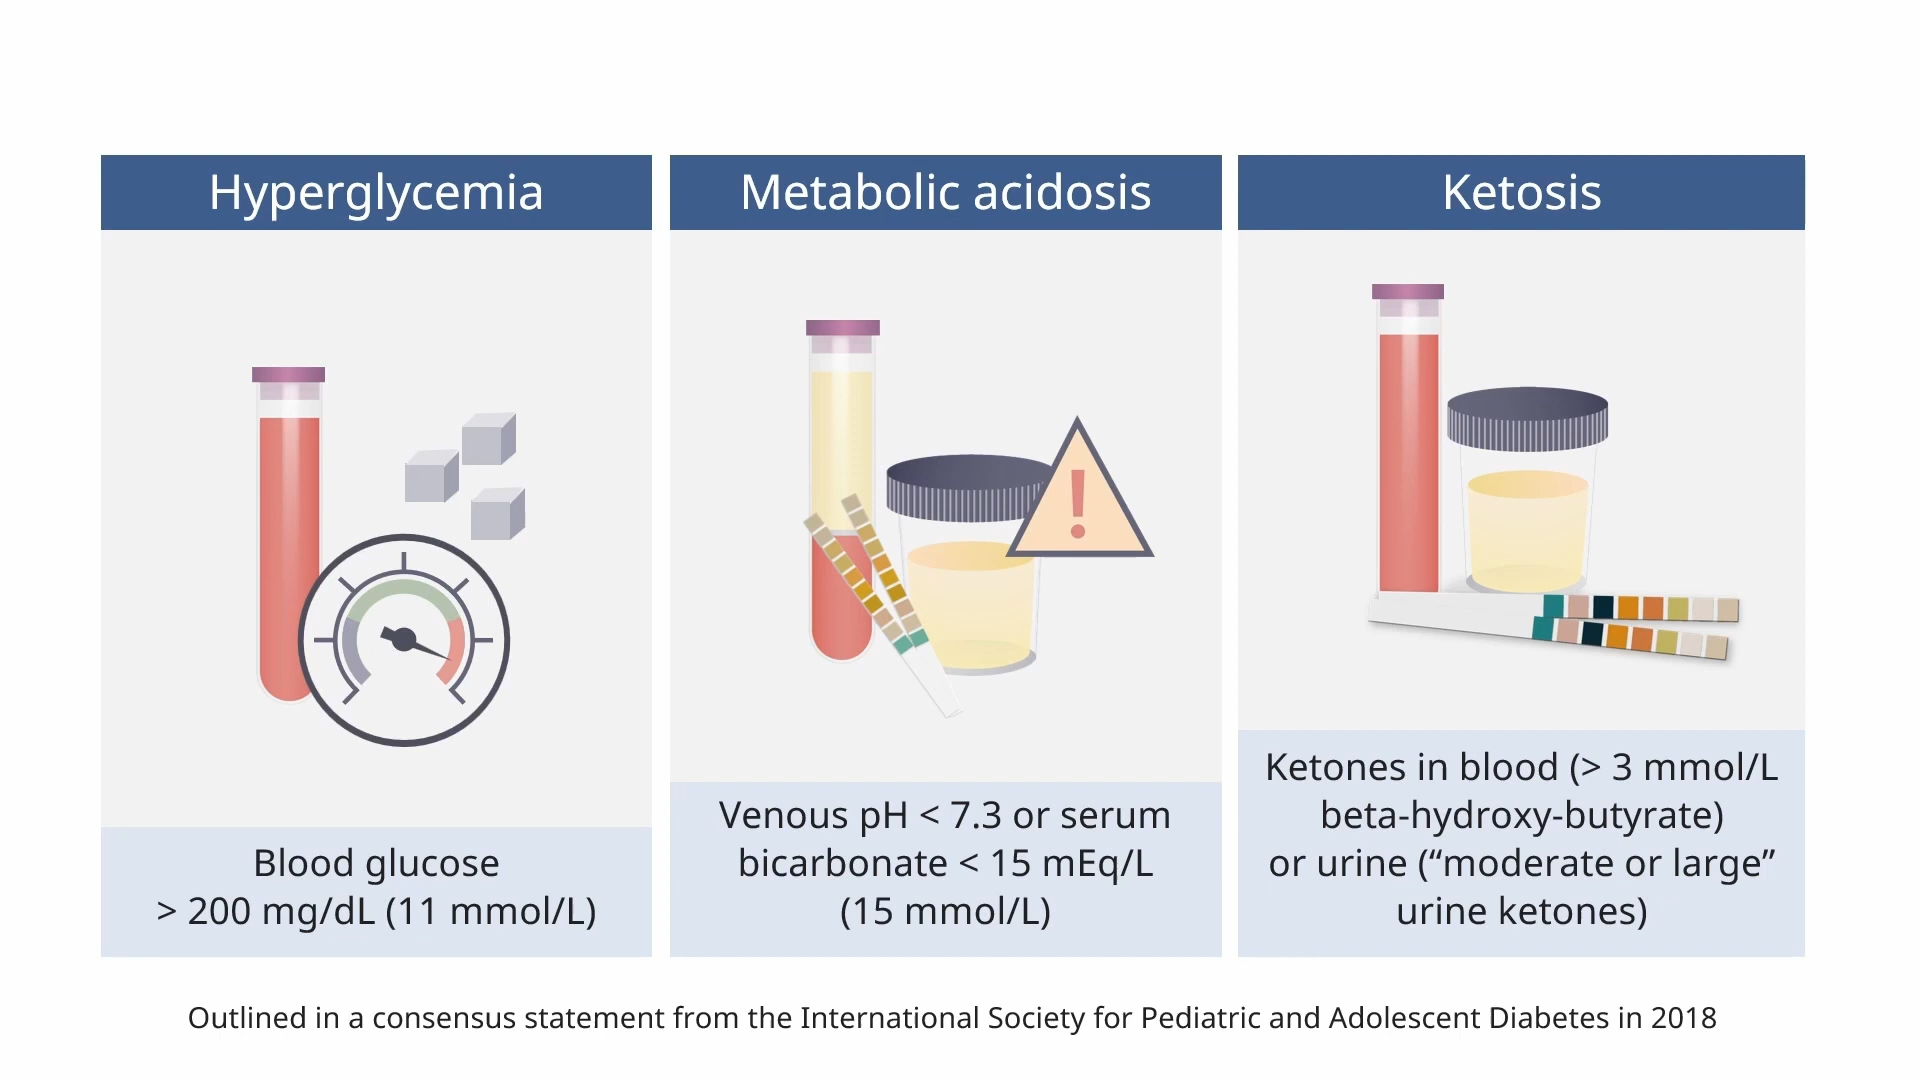 Hyperglycemia
Blood glucose
> 200 mg/dL (11 mmol/L)
Metabolic acidosis
Venous pH < 7.3 or serum
bicarbonate < 15 mEq/L
(15 mmol/L)
Ketosis
Ketones in blood (> 3 mmol/L
beta-hydroxy-butyrate)
or urine (“moderate or large”
urine ketones)
Outlined in a consensus statement from the International Society for Pediatric and Adolescent Diabetes in 2018